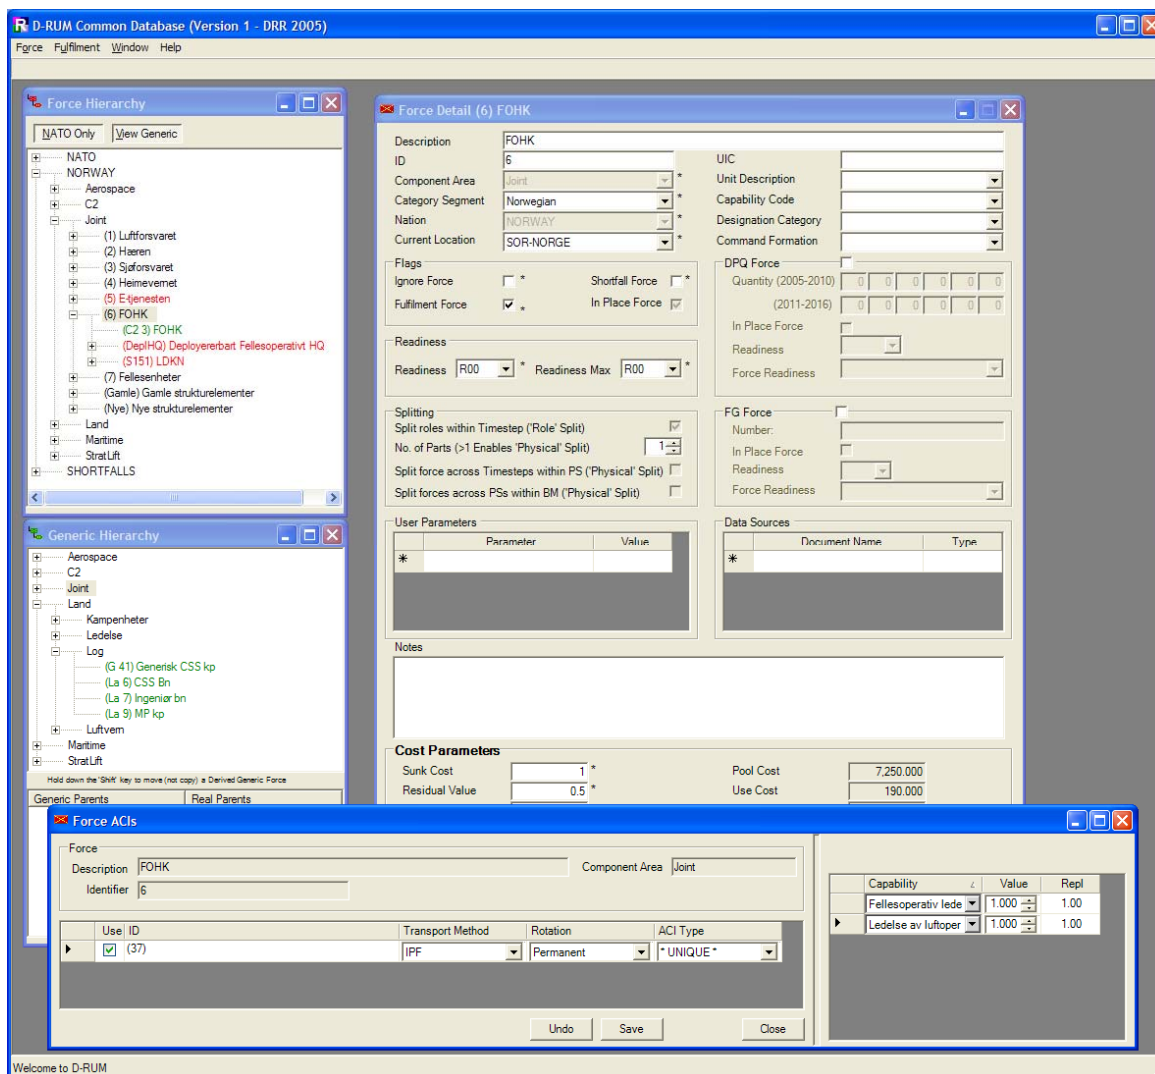 D-RUM Common Database (Version 1 - DRR 2005)
Force Fulfilment Window Help
Force Hierarchy
NATO Only View Generic
NATO
NORWAY
Aerospace
C2
Joint
(1) Luftforsvaret
(2) Hæren
(3) Sjøforsvaret
(4) Heimevernet
(5) E-tjenesten
(6) FOHK
(C2 3) FOHK
(DeplHQ) Deployererbart Fellesoperativt HQ
(S151) LDKN
(7) Fellesenheter
(Gamle) Gamle strukturelementer
(Nye) Nye strukturelementer
Land
Maritime
StratLift
SHORTFALLS
Generic Hierarchy
Aerospace
C2
Joint
Land
Kampenheter
Ledelse
Log
(G 41) Generisk CSS kp
(La 6) CSS Bn
(La 7) Ingeniør bn
(La 9) MP kp
Luftvern
Maritime
StratLift
Hold down the 'Shift' key to move (not copy) a Derived Generic Force
Generic Parents Real Parents
Force Detail (6) FOHK
Description FOHK
ID 6 UIC
Component Area Joint * Unit Description
Category Segment Norwegian * Capability Code
Nation NORWAY * Designation Category
Current Location SOR-NORGE * Command Formation
Flags
Ignore Force * Shortfall Force *
Fulfilment Force * In Place Force
DPQ Force
Quantity (2005-2010) 0 0 0 0 0 0
(2011-2016) 0 0 0 0 0 0
In Place Force
Readiness
Force Readiness
Readiness
Readiness R00 * Readiness Max R00 *
Splitting
Split roles within Timestep ('Role' Split)
No. of Parts (>1 Enables 'Physical' Split) 1
Split force across Timesteps within PS ('Physical' Split)
Split forces across PSs within BM ('Physical' Split)
FG Force
Number:
In Place Force
Readiness
Force Readiness
User Parameters
Parameter Value
Data Sources
Document Name Type
Notes
Cost Parameters
Sunk Cost 1 * Pool Cost 7,250.000
Residual Value 0.5 * Use Cost 190.000
Force ACIs
Force
Description FOHK Component Area Joint
Identifier 6
Use ID Transport Method Rotation ACI Type
(37) IPF Permanent * UNIQUE *
Undo Save Close
Capability Value Repl
Fellesoperativ lede 1.000 1.00
Ledelse av luftoper 1.000 1.00
Welcome to D-RUM